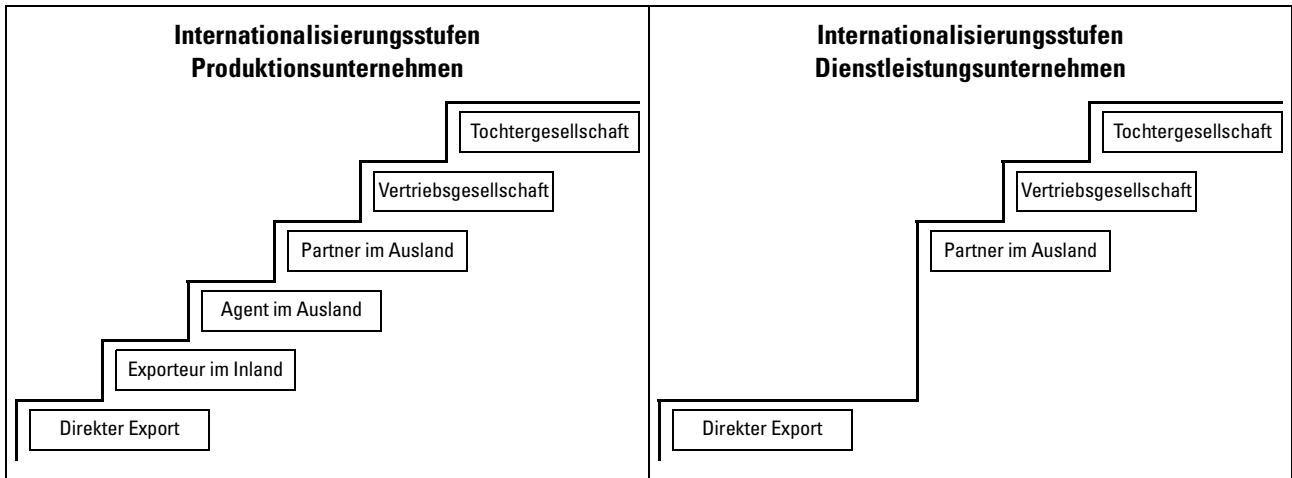 Internationalisierungsstufen
Produktionsunternehmen
Tochtergesellschaft
Vertriebsgesellschaft
Partner im Ausland
Agent im Ausland
Exporteur im Inland
Direkter Export
Internationalisierungsstufen
Dienstleistungsunternehmen
Tochtergesellschaft
Vertriebsgesellschaft
Partner im Ausland
Direkter Export